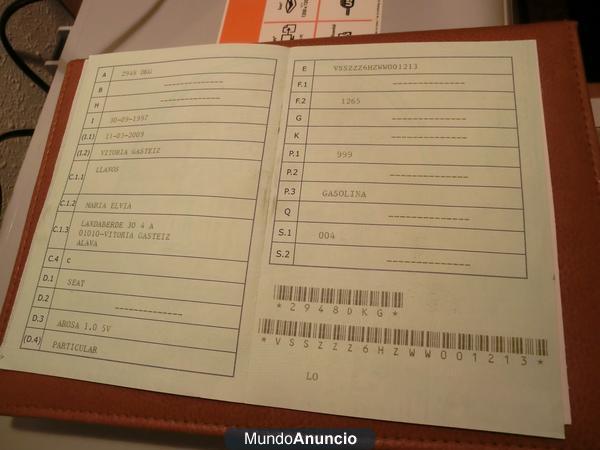 A 2948 DKG
B -------------
H -------------
I 30-09-1997
(I.1) 11-03-2009
(I.2) VITORIA GASTEIZ
C.1.1 LLANOS
C.1.2 MARIA ELVIA
C.1.3 LANDABERDE 30 4 A
01010-VITORIA GASTEIZ
ALAVA
C.4 C
D.1 SEAT
D.2 -------------
D.3 AROSA 1.0 5V
(D.4) PARTICULAR
E VSSZZZ6HZWW001213
F.1 -------------
F.2 1265
G -------------
K -------------
P.1 999
P.2 -------------
P.3 GASOLINA
Q -------------
S.1 004
S.2 -------------
*2948DKG*
*VSSZZZ6HZWW001213*
LO
MundoAnuncio